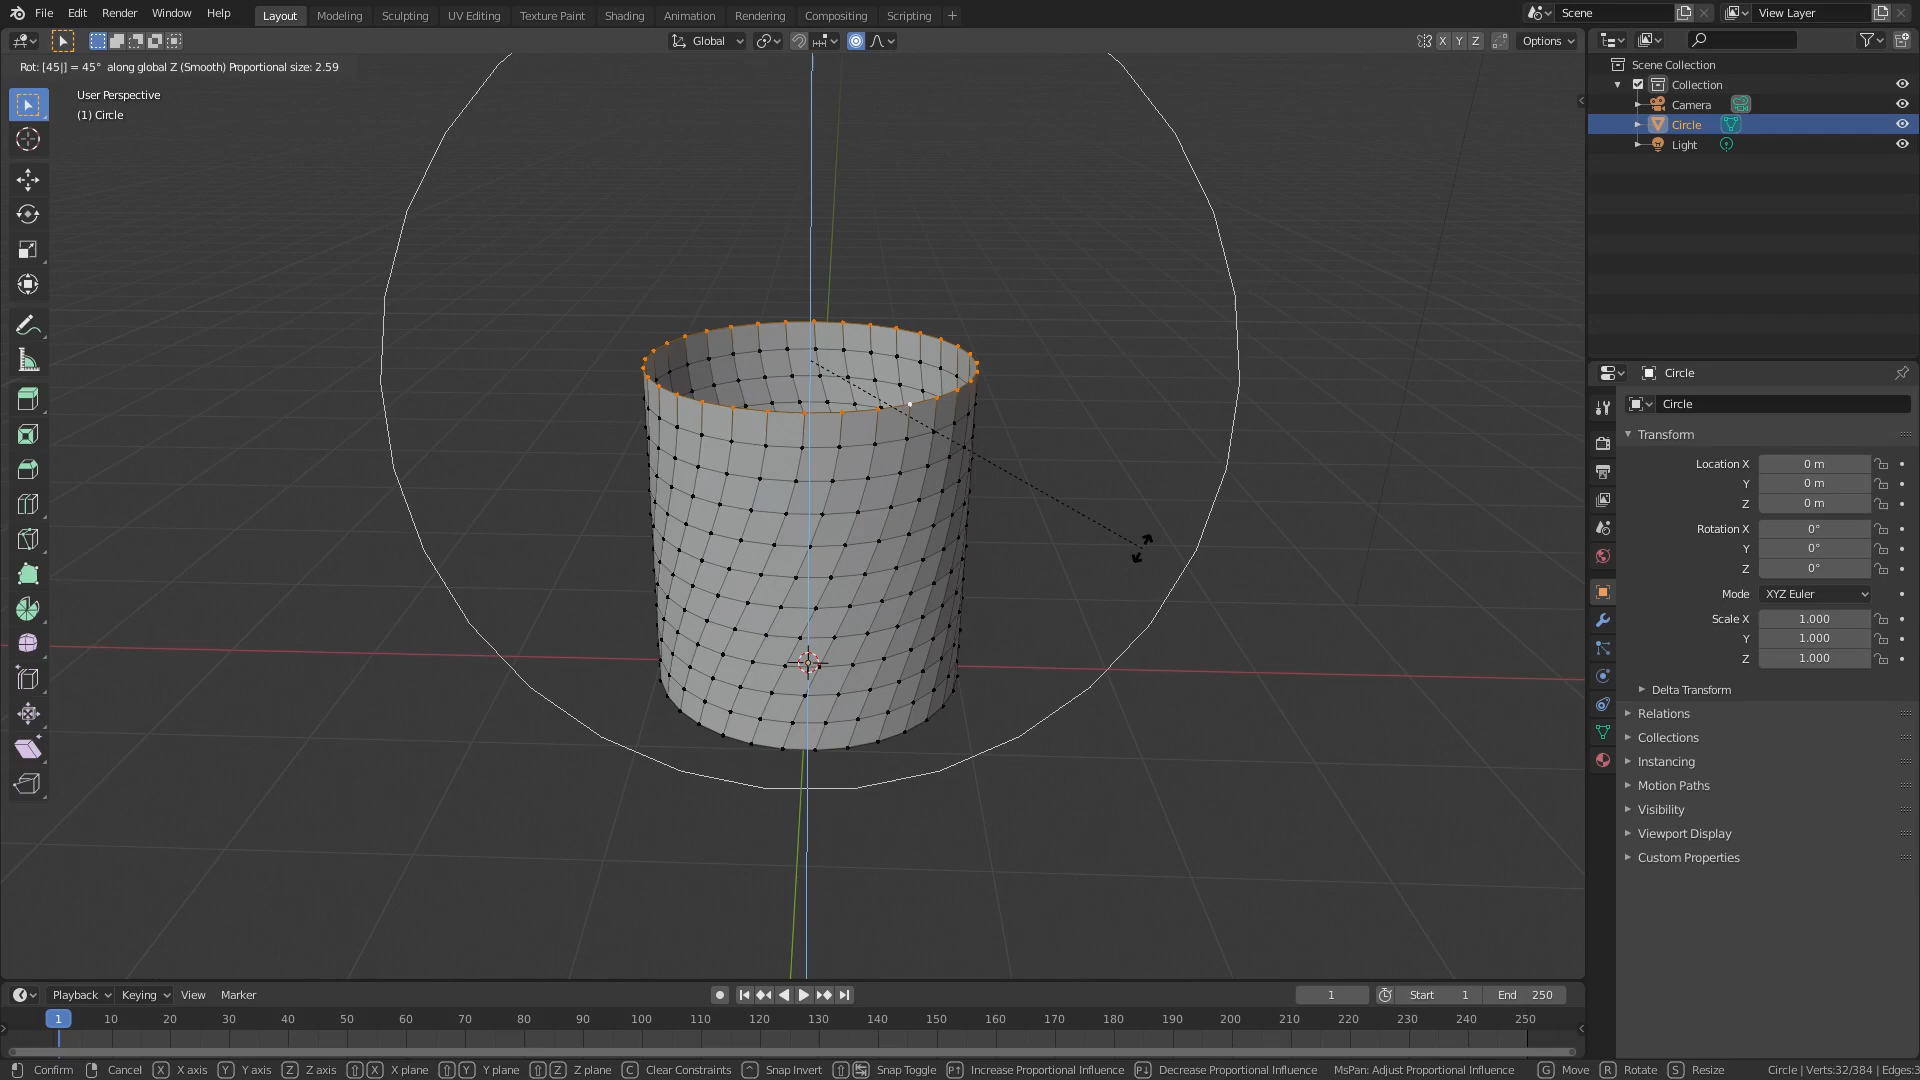 File Edit Render Window Help Layout Modeling Sculpting UV Editing Texture Paint Shading Animation Rendering Compositing Scripting + Scene View Layer
Global X Y Z Options
Rot: [45|] = 45° along global Z (Smooth) Proportional size: 2.59
User Perspective
(1) Circle
Scene Collection
Collection
Camera
Circle
Light
Circle
Circle
Transform
Location X 0 m
Y 0 m
Z 0 m
Rotation X 0°
Y 0°
Z 0°
Mode XYZ Euler
Scale X 1.000
Y 1.000
Z 1.000
Delta Transform
Relations
Collections
Instancing
Motion Paths
Visibility
Viewport Display
Custom Properties
Playback Keying View Marker 1 Start 1 End 250
1 10 20 30 40 50 60 70 80 90 100 110 120 130 140 150 160 170 180 190 200 210 220 230 240 250
Confirm Cancel X X axis Y Y axis Z Z axis X X plane Y Y plane Z Z plane C Clear Constraints Snap Invert Snap Toggle Increase Proportional Influence Decrease Proportional Influence MsPan: Adjust Proportional Influence G Move R Rotate S Resize Circle | Verts:32/384 | Edges:3